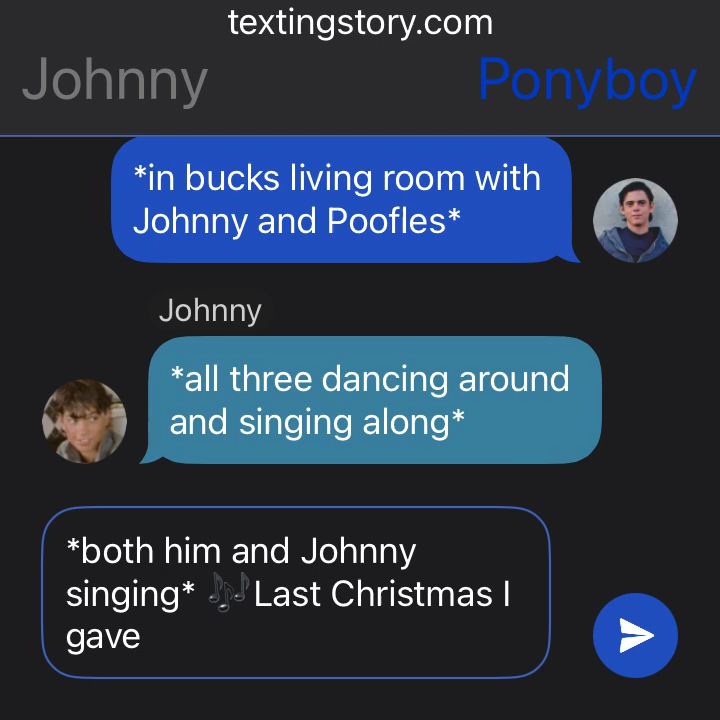 textingstory.com
Johnny
Ponyboy
*in bucks living room with
Johnny and Poofles*
Johnny
*all three dancing around
and singing along*
*both him and Johnny
singing* 🎶Last Christmas I
gave